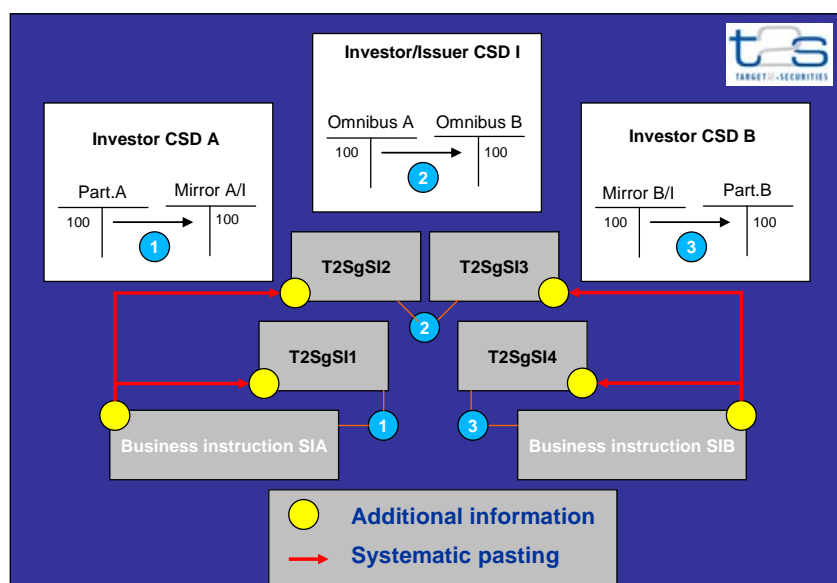 Investor/Issuer CSD I
t2s
TARGET2-SECURITIES
Omnibus A Omnibus B
100 100
2
Investor CSD A
Part.A Mirror A/I
100 100
1
Investor CSD B
Mirror B/I Part.B
100 100
3
T2SgSI2 T2SgSI3
2
T2SgSI1 T2SgSI4
1 3
Business instruction SIA Business instruction SIB
Additional information
Systematic pasting